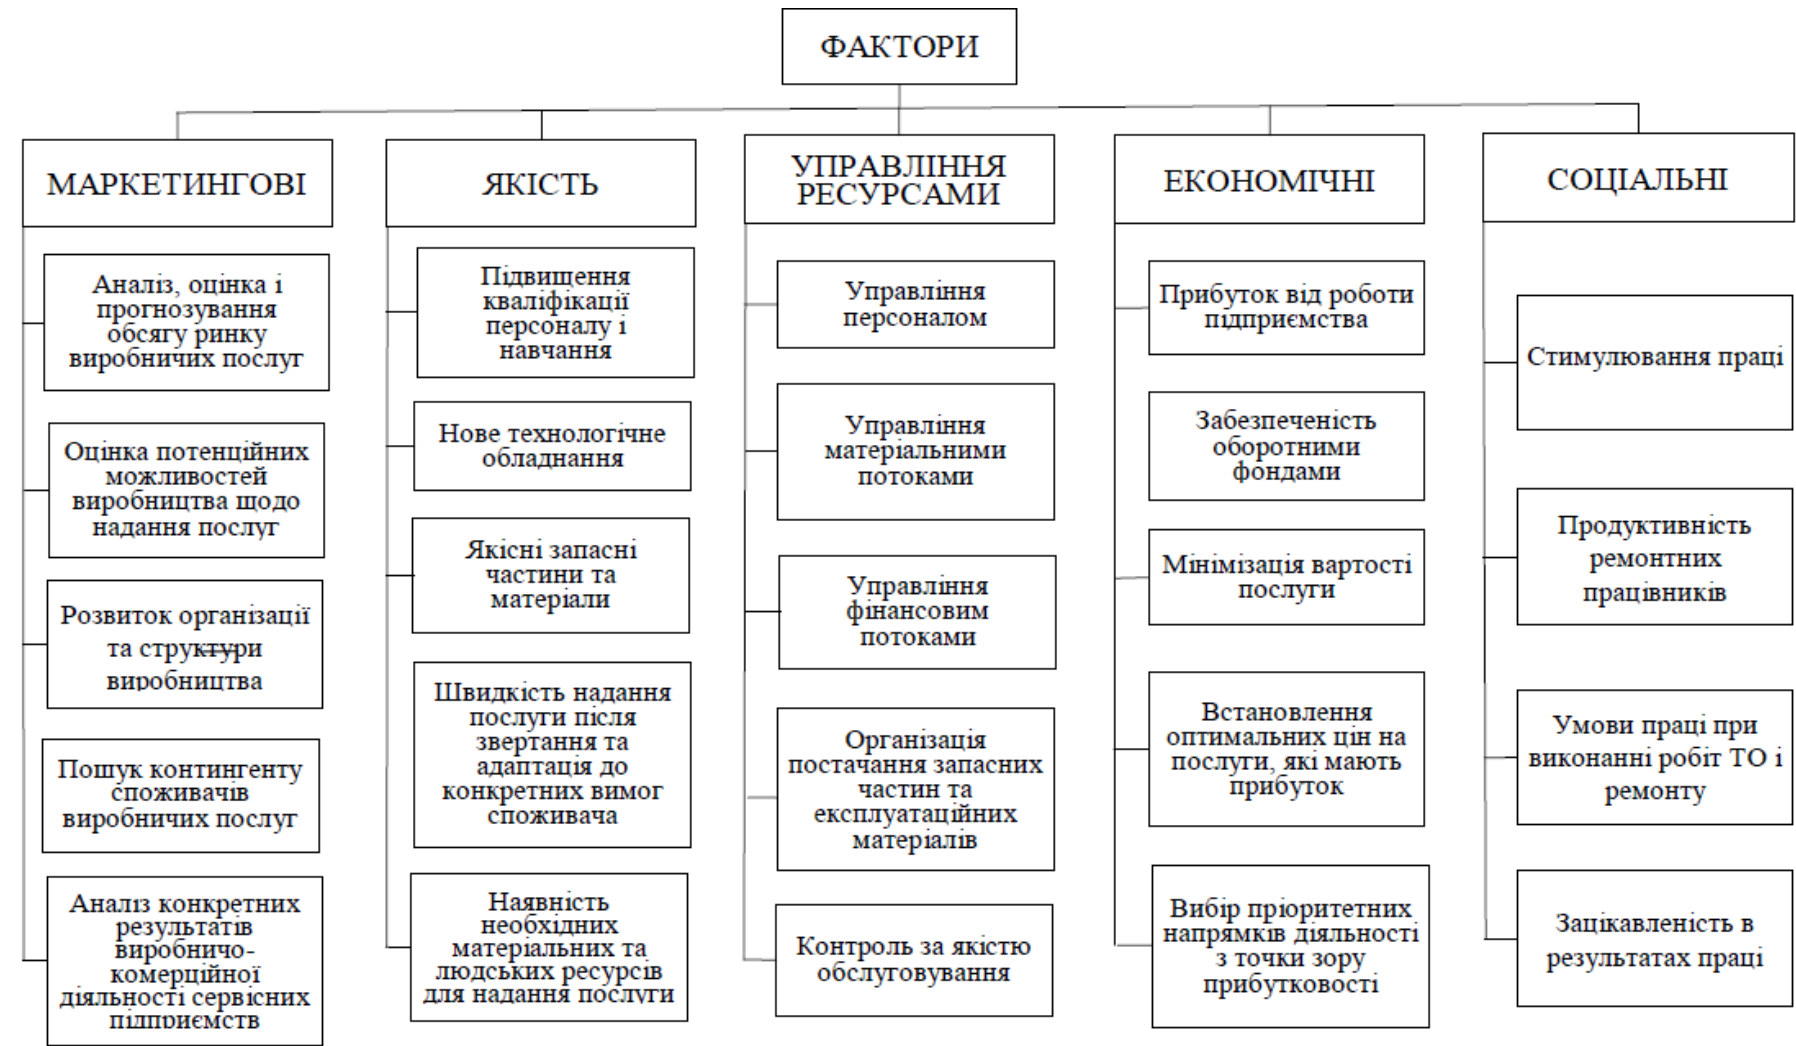 ФАКТОРИ
МАРКЕТИНГОВІ
Аналіз, оцінка і
прогнозування
обсягу ринку
виробничих послуг
Оцінка потенційних
можливостей
виробництва щодо
надання послуг
Розвиток організації
та структури
виробництва
Пошук контингенту
споживачів
виробничих послуг
Аналіз конкретних
результатів
виробничо-
комерційної
діяльності сервісних
підприємств
ЯКІСТЬ
Підвищення
кваліфікації
персоналу і
навчання
Нове технологічне
обладнання
Якісні запасні
частини та
матеріали
Швидкість надання
послуги після
звертання та
адаптація до
конкретних вимог
споживача
Наявність
необхідних
матеріальних та
людських ресурсів
для надання послуги
УПРАВЛІННЯ
РЕСУРСАМИ
Управління
персоналом
Управління
матеріальними
потоками
Управління
фінансовим
потоками
Організація
постачання запасних
частин та
експлуатаційних
матеріалів
Контроль за якістю
обслуговування
ЕКОНОМІЧНІ
Прибуток від роботи
підприємства
Забезпеченість
оборотними
фондами
Мінімізація вартості
послуги
Встановлення
оптимальних цін на
послуги, які мають
прибуток
Вибір пріоритетних
напрямків діяльності
з точки зору
прибутковості
СОЦІАЛЬНІ
Стимулювання праці
Продуктивність
ремонтних
працівників
Умови праці при
виконанні робіт ТО і
ремонту
Зацікавленість в
результатах праці